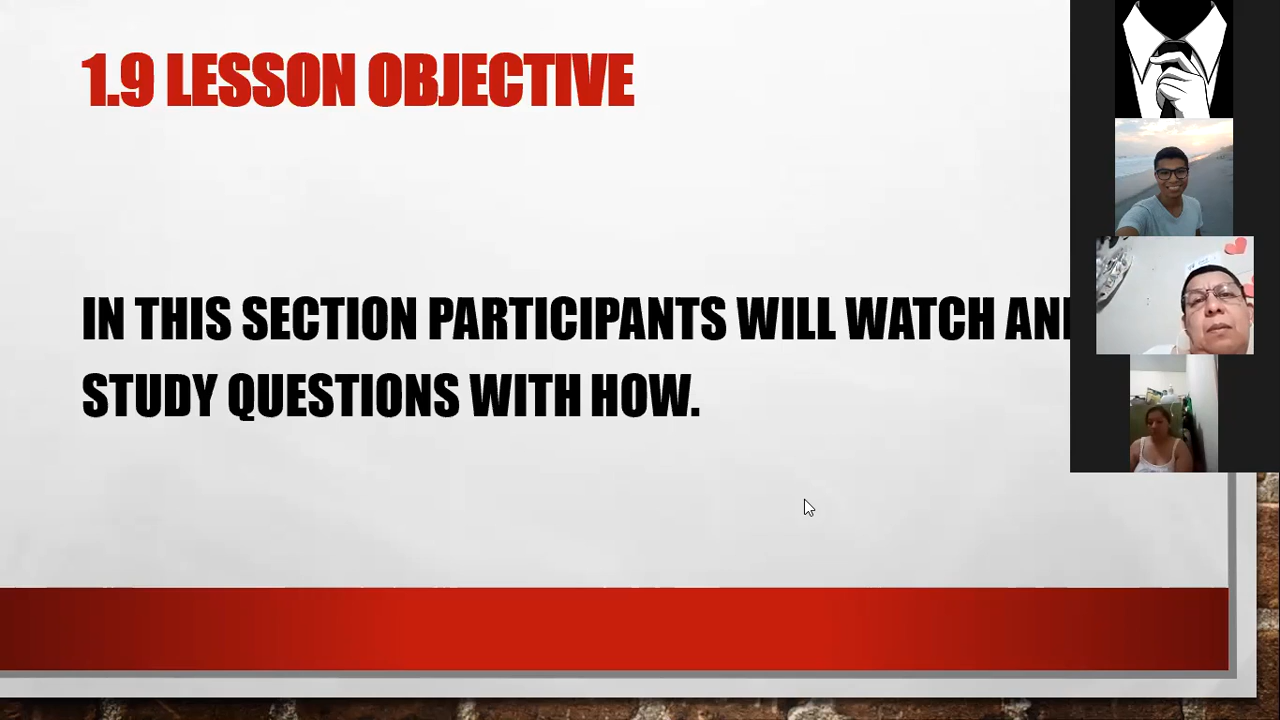 1.9 LESSON OBJECTIVE
IN THIS SECTION PARTICIPANTS WILL WATCH AN
STUDY QUESTIONS WITH HOW.